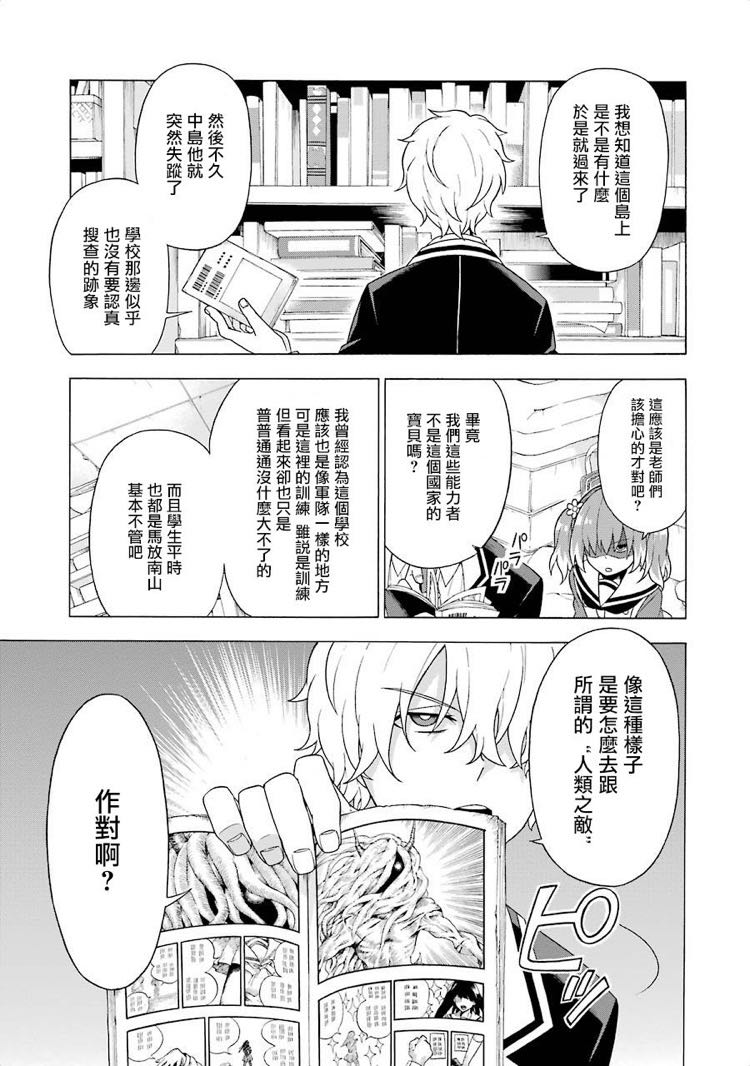 我想知道這個島上
是不是有什麼
於是就過來了
然後不久
中島他就
突然失蹤了
學校那邊似乎
也沒有要認真
搜查的跡象
這應該是老師們
該擔心的才對吧?
畢竟
我們這些能力者
不是這個國家的
寶貝嗎?
パラ
パラ
我曾經認為這個學校
應該也是像軍隊一樣的地方
可是這裡的訓練 雖說是訓練
但看起來卻也只是
普普通通沒什麼大不了的
而且學生平時
也都是馬放南山
基本不管吧
像這種樣子
是要怎麼去跟
所謂的“人類之敵”
作對啊?
ピピ